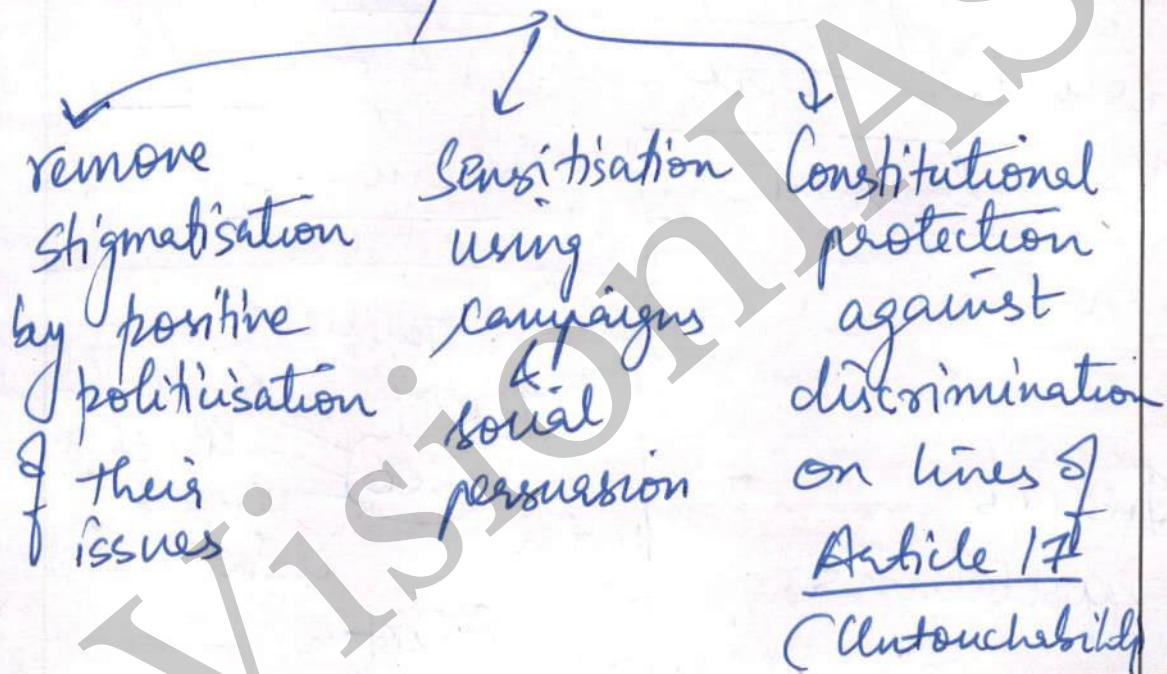 remove
stigmatisation
by positive
politicisation
of their
issues
Sensitisation
using
campaigns
&
social
persuasion
Constitutional
protection
against
discrimination
on lines of
Article 17
(Untouchability
VisionIAS